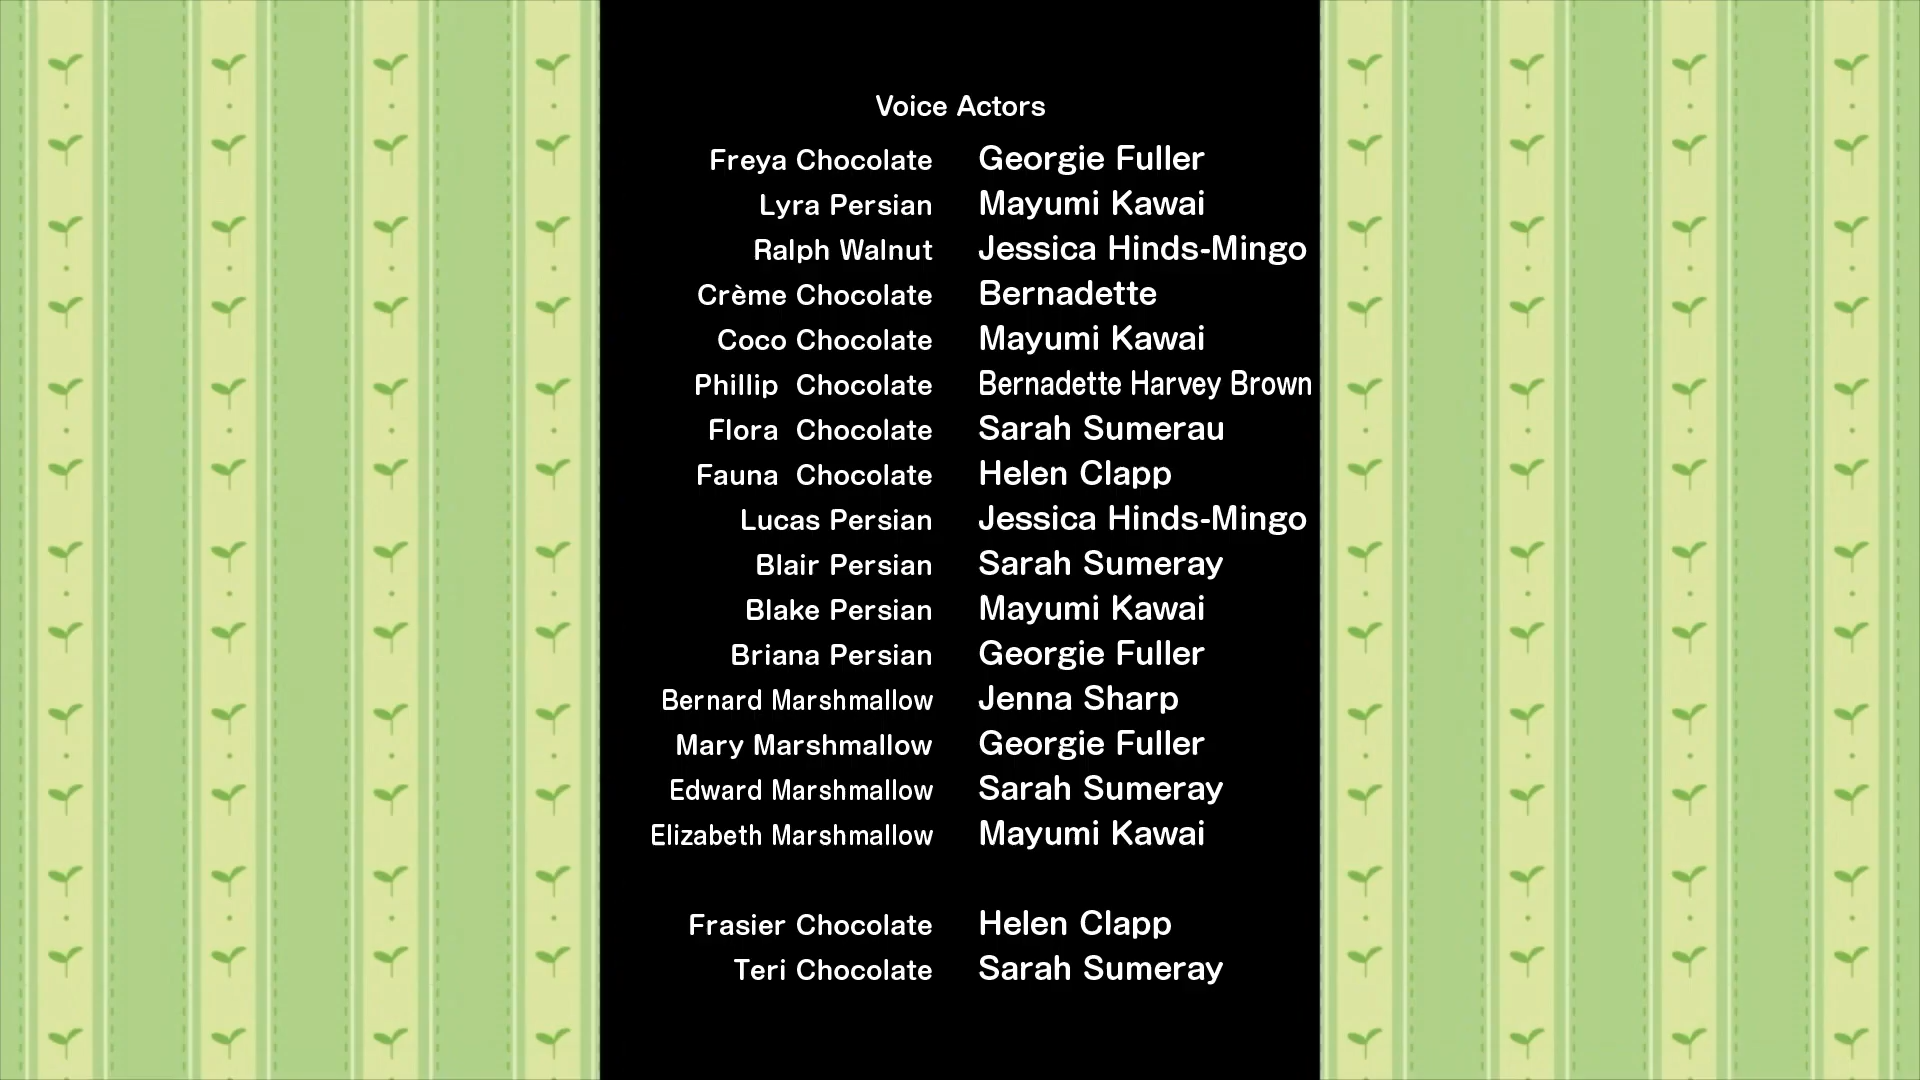 Voice Actors
Freya Chocolate Georgie Fuller
Lyra Persian Mayumi Kawai
Ralph Walnut Jessica Hinds-Mingo
Crème Chocolate Bernadette
Coco Chocolate Mayumi Kawai
Phillip Chocolate Bernadette Harvey Brown
Flora Chocolate Sarah Sumerau
Fauna Chocolate Helen Clapp
Lucas Persian Jessica Hinds-Mingo
Blair Persian Sarah Sumeray
Blake Persian Mayumi Kawai
Briana Persian Georgie Fuller
Bernard Marshmallow Jenna Sharp
Mary Marshmallow Georgie Fuller
Edward Marshmallow Sarah Sumeray
Elizabeth Marshmallow Mayumi Kawai
Frasier Chocolate Helen Clapp
Teri Chocolate Sarah Sumeray